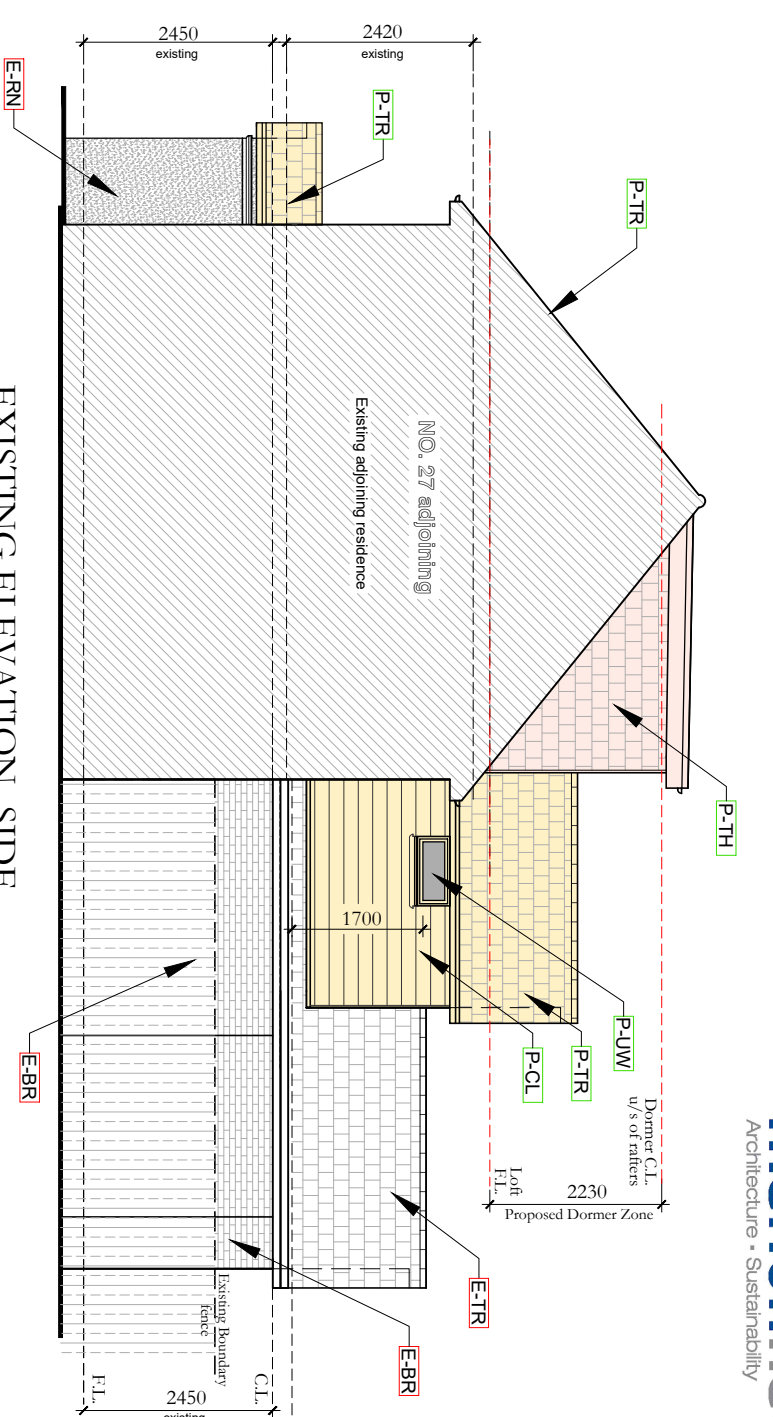 2450
existing
2420
existing
E-RN
P-TR
P-TR
NO. 27 adjoining
Existing adjoining residence
P-TH
P-UW
P-TR
P-CL
1700
Dormer C.L.
u/s of rafters
Loft
F.L.
2230
Proposed Dormer Zone
E-BR
E-TR
E-BR
Existing Boundary
fence
C.L.
F.L.
2450
existing
EXISTING ELEVATION SIDE
Architecture • Sustainability